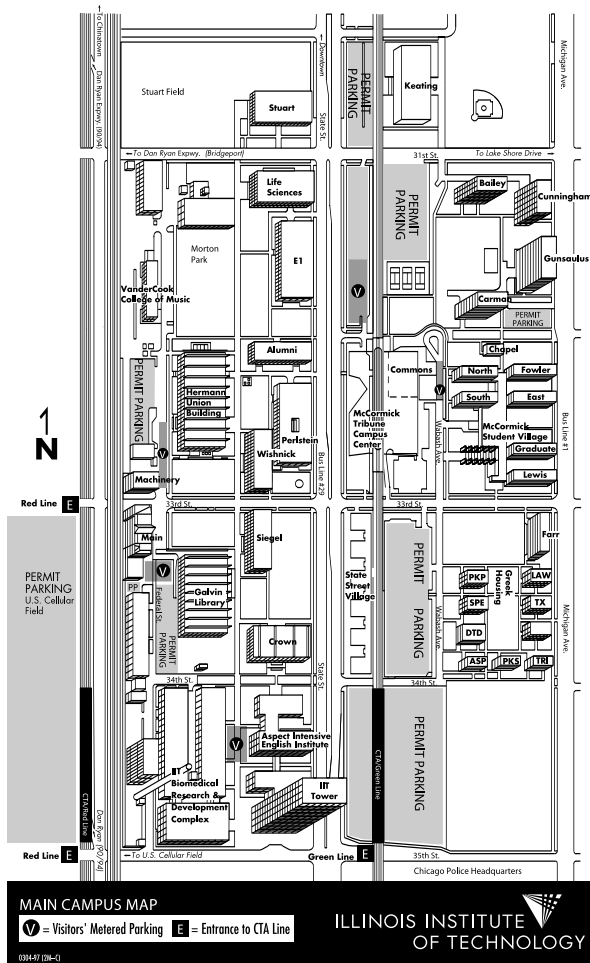 ←To Chinatown
Dan Ryan Expwy. (90/94)
←Downtown
State St.
Michigan Ave.
Stuart Field
Stuart
PERMIT
PARKING
Keating
←To Dan Ryan Expwy. (Bridgeport)
31st St.
To Lake Shore Drive→
Life
Sciences
PERMIT
PARKING
Bailey
Cunningham
Morton
Park
E1
Gunsaulus
V
VanderCook
College of Music
Carman
PERMIT
PARKING
Alumni
Chapel
Commons
North
Fowler
PERMIT PARKING
Hermann
Union
Building
V
South
East
N
Perlstein
McCormick
Tribune
Campus
Center
Wabash Ave.
McCormick
Student Village
Bus Line #1
V
Wishnick
Bus Line #29
Graduate
Machinery
Lewis
Red Line E
33rd St.
33rd St.
Main
Siegel
Farr
PERMIT
PARKING
U.S. Cellular
Field
V
PP
Federal St.
PERMIT
PARKING
Galvin
Library
State
Street
Village
PERMIT PARKING
Wabash Ave.
PKP
Greek
Housing
LAW
SPE
TX
DTD
Michigan Ave.
Crown
ASP
PKS
TRI
State St.
34th St.
34th St.
V
Aspect Intensive
English Institute
PERMIT PARKING
CTA/Red Line
CTA/Green Line
IIT
Biomedical
Research &
Development
Complex
IIT
Tower
Dan Ryan (90/94)
Red Line E
←To U.S. Cellular Field
Green Line E
35th St.
Chicago Police Headquarters
MAIN CAMPUS MAP
V = Visitors' Metered Parking E = Entrance to CTA Line
ILLINOIS INSTITUTE
OF TECHNOLOGY
0304-97 (2M–C)